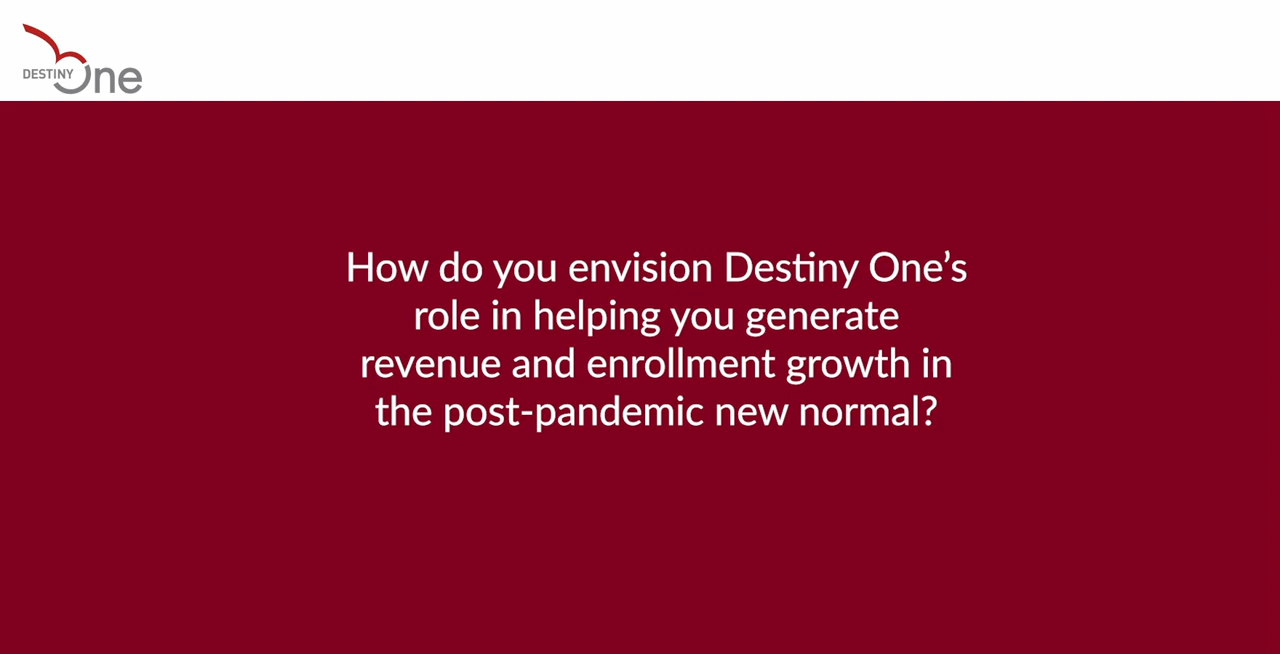 DESTINY One
How do you envision Destiny One’s
role in helping you generate
revenue and enrollment growth in
the post-pandemic new normal?